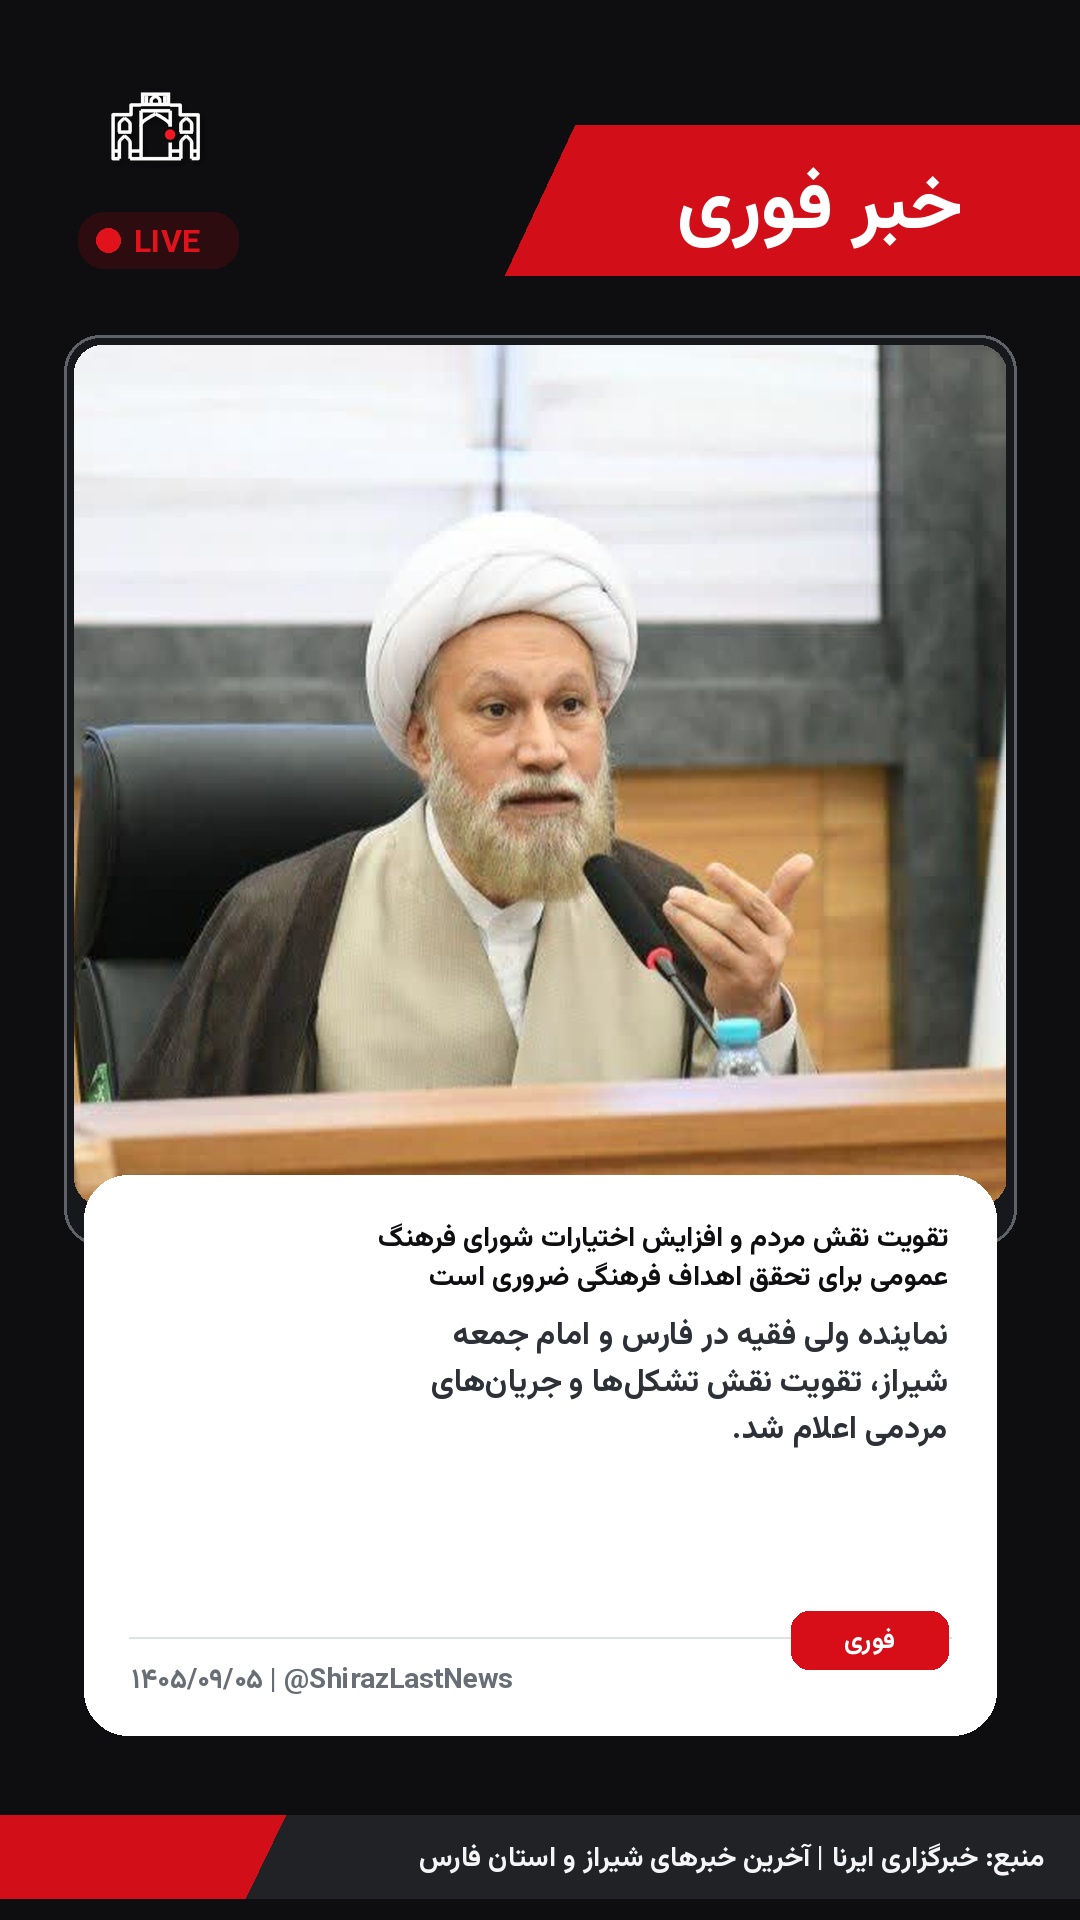 خبر فوری
LIVE
تقویت نقش مردم و افزایش اختیارات شورای فرهنگ
عمومی برای تحقق اهداف فرهنگی ضروری است
نماینده ولی فقیه در فارس و امام جمعه
شیراز، تقویت نقش تشکل‌ها و جریان‌های
مردمی اعلام شد.
فوری
۱۴۰۵/۰۹/۰۵ | @ShirazLastNews
منبع: خبرگزاری ایرنا | آخرین خبرهای شیراز و استان فارس